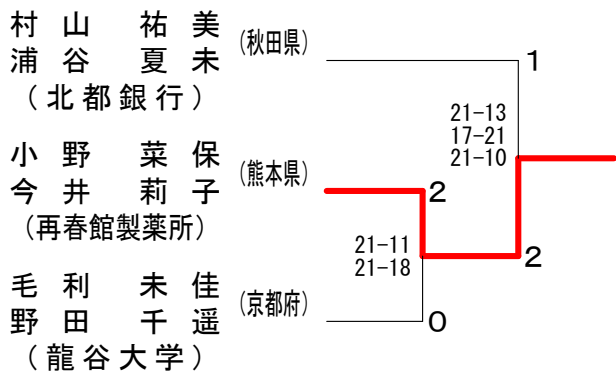 村山 祐美
浦谷 夏未
(秋田県)
(北都銀行)
1
21-13
17-21
21-10
小野 菜保
今井 莉子
(熊本県)
(再春館製薬所)
2
21-11
21-18
2
毛利 未佳
野田 千遥
(京都府)
(龍谷大学)
0